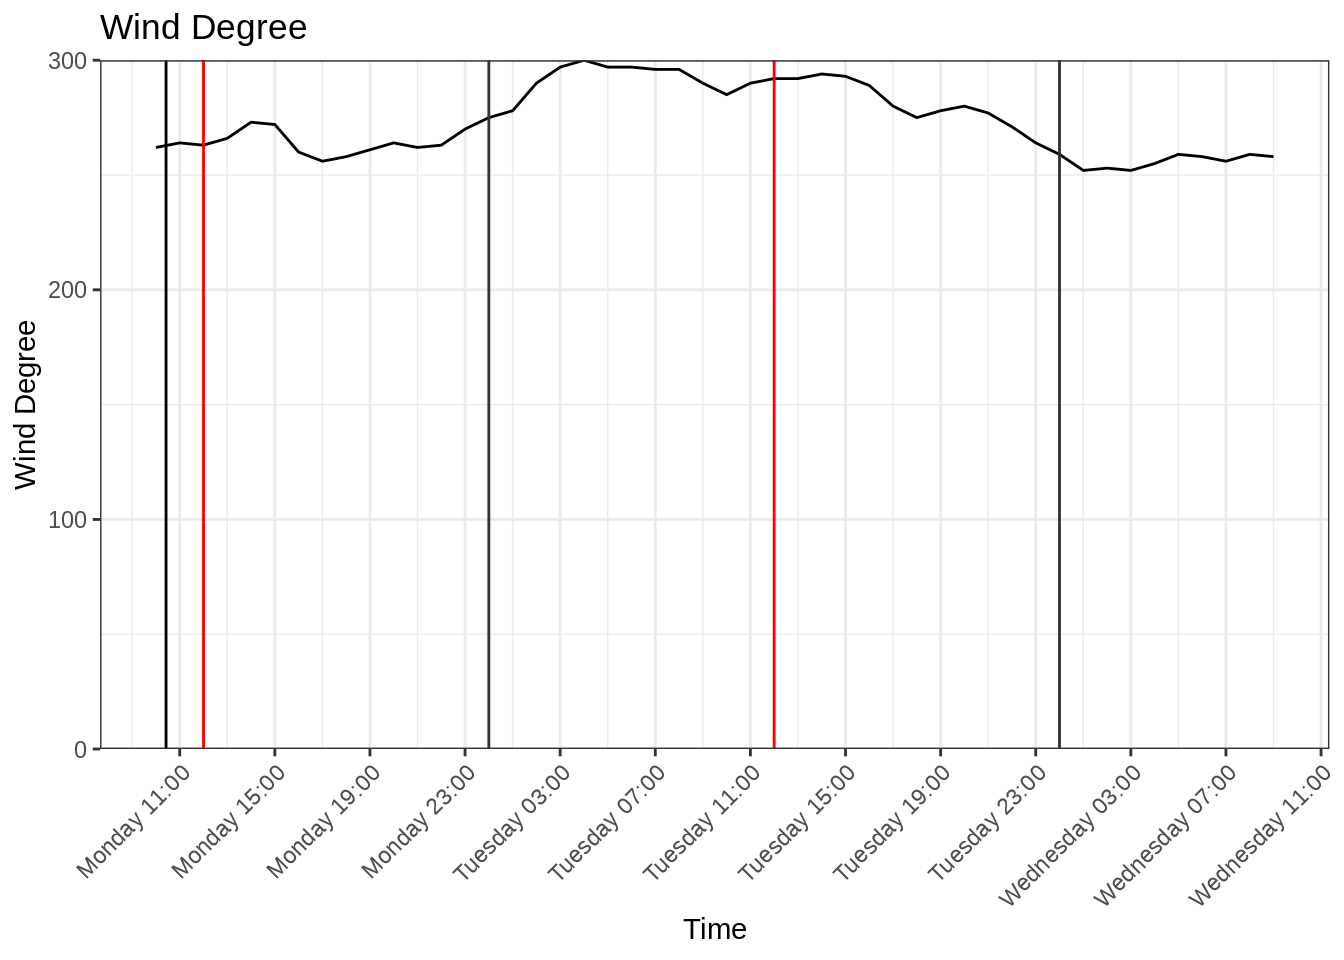 Wind Degree
300
200
100
0
Wind Degree
Monday 11:00
Monday 15:00
Monday 19:00
Monday 23:00
Tuesday 03:00
Tuesday 07:00
Tuesday 11:00
Tuesday 15:00
Tuesday 19:00
Tuesday 23:00
Wednesday 03:00
Wednesday 07:00
Wednesday 11:00
Time